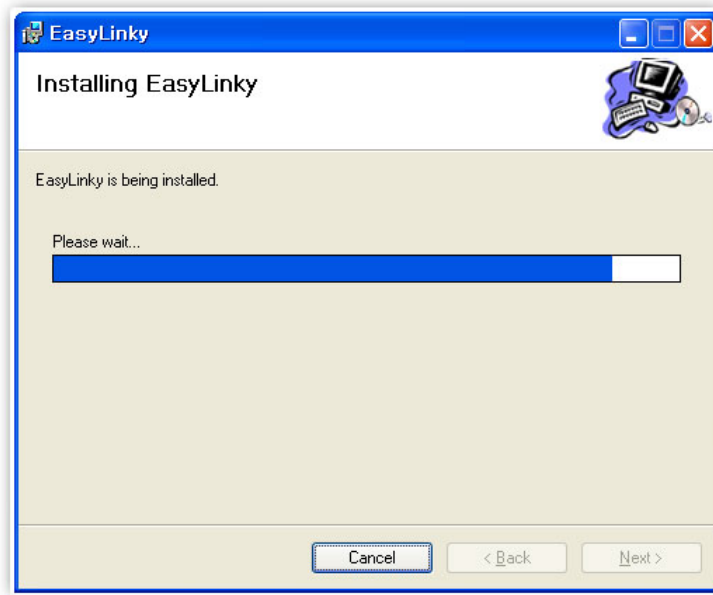 EasyLinky
Installing EasyLinky
EasyLinky is being installed.
Please wait...
Cancel
< Back
Next >